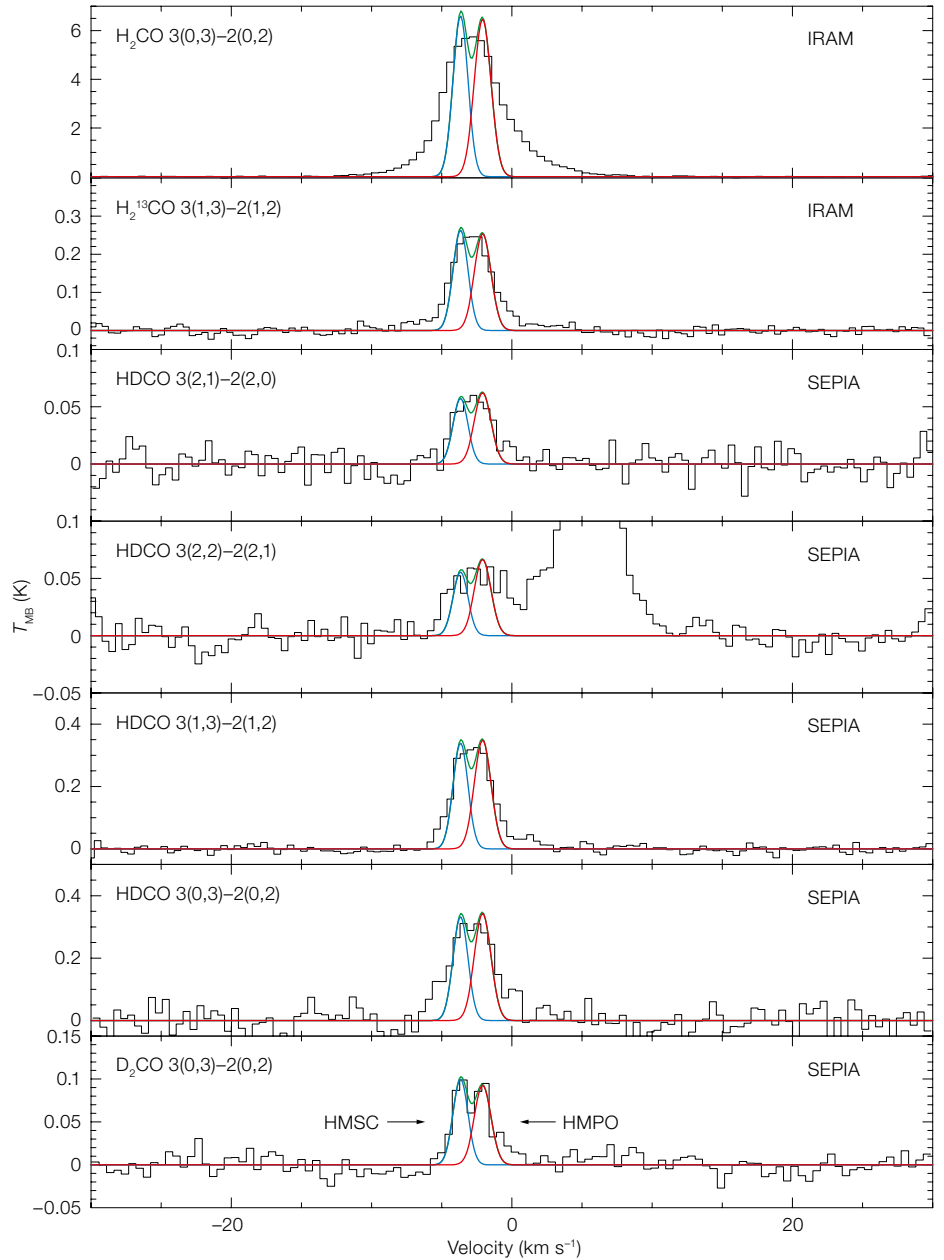 H₂CO 3(0,3)–2(0,2) IRAM
6
4
2
0
H₂¹³CO 3(1,3)–2(1,2) IRAM
0.3
0.2
0.1
0
0.1
HDCO 3(2,1)–2(2,0) SEPIA
0.05
0
0.1
HDCO 3(2,2)–2(2,1) SEPIA
0.05
0
–0.05
T_MB (K)
HDCO 3(1,3)–2(1,2) SEPIA
0.4
0.2
0
HDCO 3(0,3)–2(0,2) SEPIA
0.4
0.2
0
0.15
D₂CO 3(0,3)–2(0,2) SEPIA
0.1
HMSC → ← HMPO
0.05
0
–0.05
–20 0 20
Velocity (km s⁻¹)